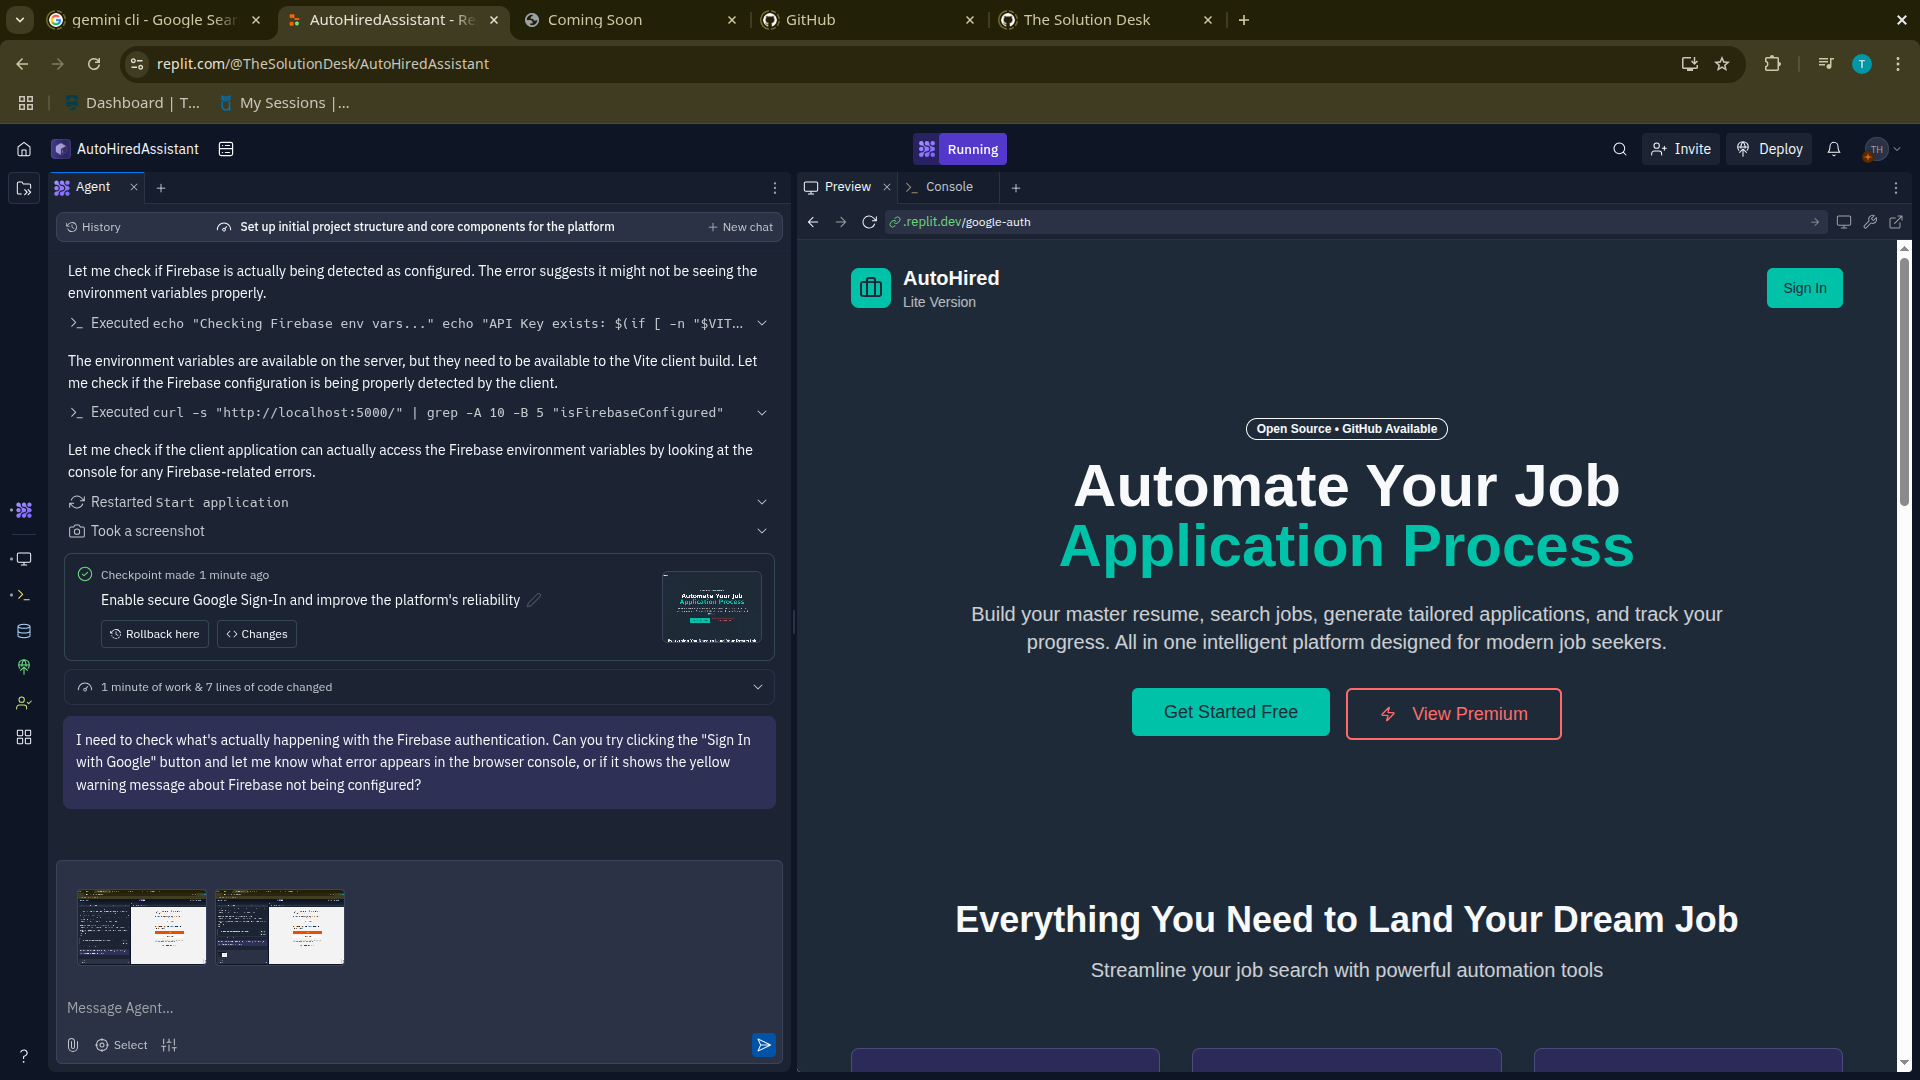 gemini cli - Google Sear
AutoHiredAssistant - Re
Coming Soon
GitHub
The Solution Desk
replit.com/@TheSolutionDesk/AutoHiredAssistant
T
Dashboard | T...
My Sessions |...
AutoHiredAssistant
Running
Invite
Deploy
TH
Agent
Preview
Console
History
Set up initial project structure and core components for the platform
New chat
.replit.dev/google-auth
Let me check if Firebase is actually being detected as configured. The error suggests it might not be seeing the
environment variables properly.
Executed echo "Checking Firebase env vars..." echo "API Key exists: $(if [ -n "$VIT...
The environment variables are available on the server, but they need to be available to the Vite client build. Let
me check if the Firebase configuration is being properly detected by the client.
Executed curl -s "http://localhost:5000/" | grep -A 10 -B 5 "isFirebaseConfigured"
Let me check if the client application can actually access the Firebase environment variables by looking at the
console for any Firebase-related errors.
Restarted Start application
Took a screenshot
Checkpoint made 1 minute ago
Enable secure Google Sign-In and improve the platform's reliability
Rollback here
Changes
Automate Your Job
Application Process
1 minute of work & 7 lines of code changed
I need to check what's actually happening with the Firebase authentication. Can you try clicking the "Sign In
with Google" button and let me know what error appears in the browser console, or if it shows the yellow
warning message about Firebase not being configured?
Message Agent...
Select
?
AutoHired
Lite Version
Sign In
Open Source • GitHub Available
Automate Your Job
Application Process
Build your master resume, search jobs, generate tailored applications, and track your
progress. All in one intelligent platform designed for modern job seekers.
Get Started Free
View Premium
Everything You Need to Land Your Dream Job
Streamline your job search with powerful automation tools